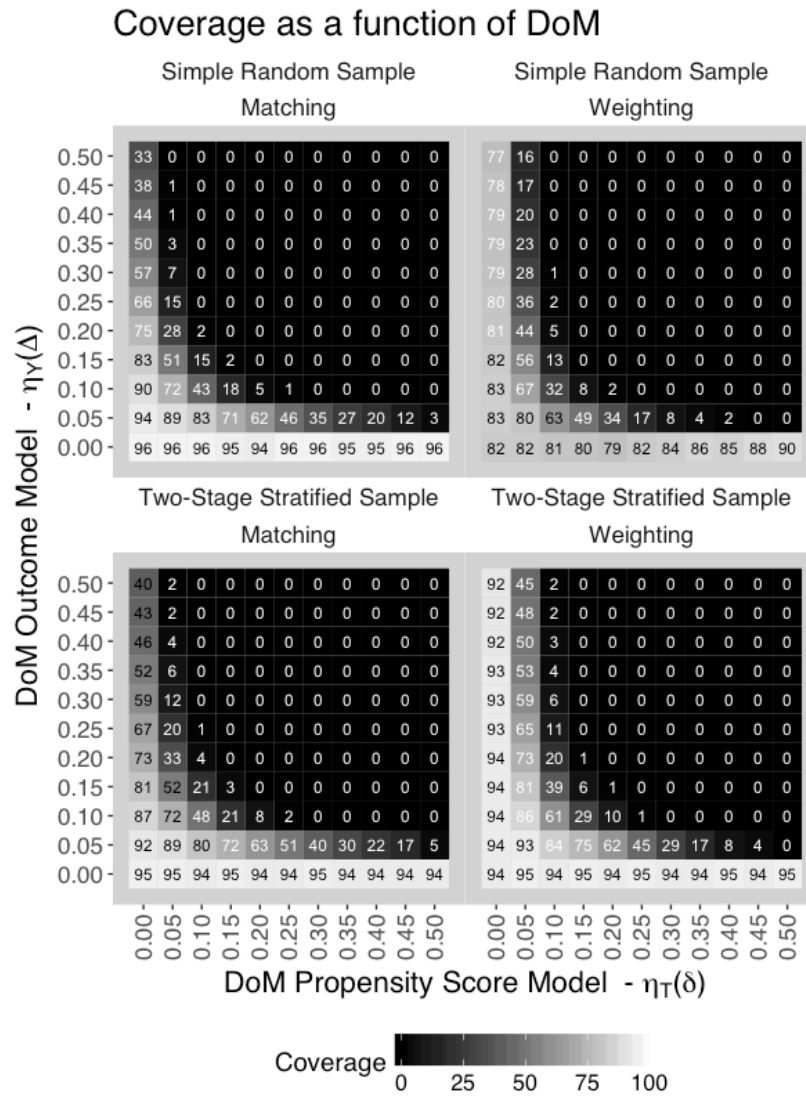 Coverage as a function of DoM
Simple Random Sample
Matching
Simple Random Sample
Weighting
DoM Outcome Model - ηY(Δ)
0.50 33 0 0 0 0 0 0 0 0 0 0
0.45 38 1 0 0 0 0 0 0 0 0 0
0.40 44 1 0 0 0 0 0 0 0 0 0
0.35 50 3 0 0 0 0 0 0 0 0 0
0.30 57 7 0 0 0 0 0 0 0 0 0
0.25 66 15 0 0 0 0 0 0 0 0 0
0.20 75 28 2 0 0 0 0 0 0 0 0
0.15 83 51 15 2 0 0 0 0 0 0 0
0.10 90 72 43 18 5 1 0 0 0 0 0
0.05 94 89 83 71 62 46 35 27 20 12 3
0.00 96 96 96 95 94 96 96 95 95 96 96
77 16 0 0 0 0 0 0 0 0 0
78 17 0 0 0 0 0 0 0 0 0
79 20 0 0 0 0 0 0 0 0 0
79 23 0 0 0 0 0 0 0 0 0
79 28 1 0 0 0 0 0 0 0 0
80 36 2 0 0 0 0 0 0 0 0
81 44 5 0 0 0 0 0 0 0 0
82 56 13 0 0 0 0 0 0 0 0
83 67 32 8 2 0 0 0 0 0 0
83 80 63 49 34 17 8 4 2 0 0
82 82 81 80 79 82 84 86 85 88 90
Two-Stage Stratified Sample
Matching
Two-Stage Stratified Sample
Weighting
0.50 40 2 0 0 0 0 0 0 0 0 0
0.45 43 2 0 0 0 0 0 0 0 0 0
0.40 46 4 0 0 0 0 0 0 0 0 0
0.35 52 6 0 0 0 0 0 0 0 0 0
0.30 59 12 0 0 0 0 0 0 0 0 0
0.25 67 20 1 0 0 0 0 0 0 0 0
0.20 73 33 4 0 0 0 0 0 0 0 0
0.15 81 52 21 3 0 0 0 0 0 0 0
0.10 87 72 48 21 8 2 0 0 0 0 0
0.05 92 89 80 72 63 51 40 30 22 17 5
0.00 95 95 94 95 94 94 94 94 94 94 94
92 45 2 0 0 0 0 0 0 0 0
92 48 2 0 0 0 0 0 0 0 0
92 50 3 0 0 0 0 0 0 0 0
93 53 4 0 0 0 0 0 0 0 0
93 59 6 0 0 0 0 0 0 0 0
93 65 11 0 0 0 0 0 0 0 0
94 73 20 1 0 0 0 0 0 0 0
94 81 39 6 1 0 0 0 0 0 0
94 86 61 29 10 1 0 0 0 0 0
94 93 84 75 62 45 29 17 8 4 0
94 95 94 94 94 94 94 95 94 94 95
0.00 0.05 0.10 0.15 0.20 0.25 0.30 0.35 0.40 0.45 0.50
0.00 0.05 0.10 0.15 0.20 0.25 0.30 0.35 0.40 0.45 0.50
DoM Propensity Score Model - ηT(δ)
Coverage
0 25 50 75 100